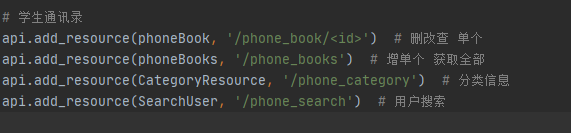 # 学生通讯录
api.add_resource(phoneBook, '/phone_book/<id>')  # 删改查 单个
api.add_resource(phoneBooks, '/phone_books')  # 增单个 获取全部
api.add_resource(CategoryResource, '/phone_category')  # 分类信息
api.add_resource(SearchUser, '/phone_search')  # 用户搜索